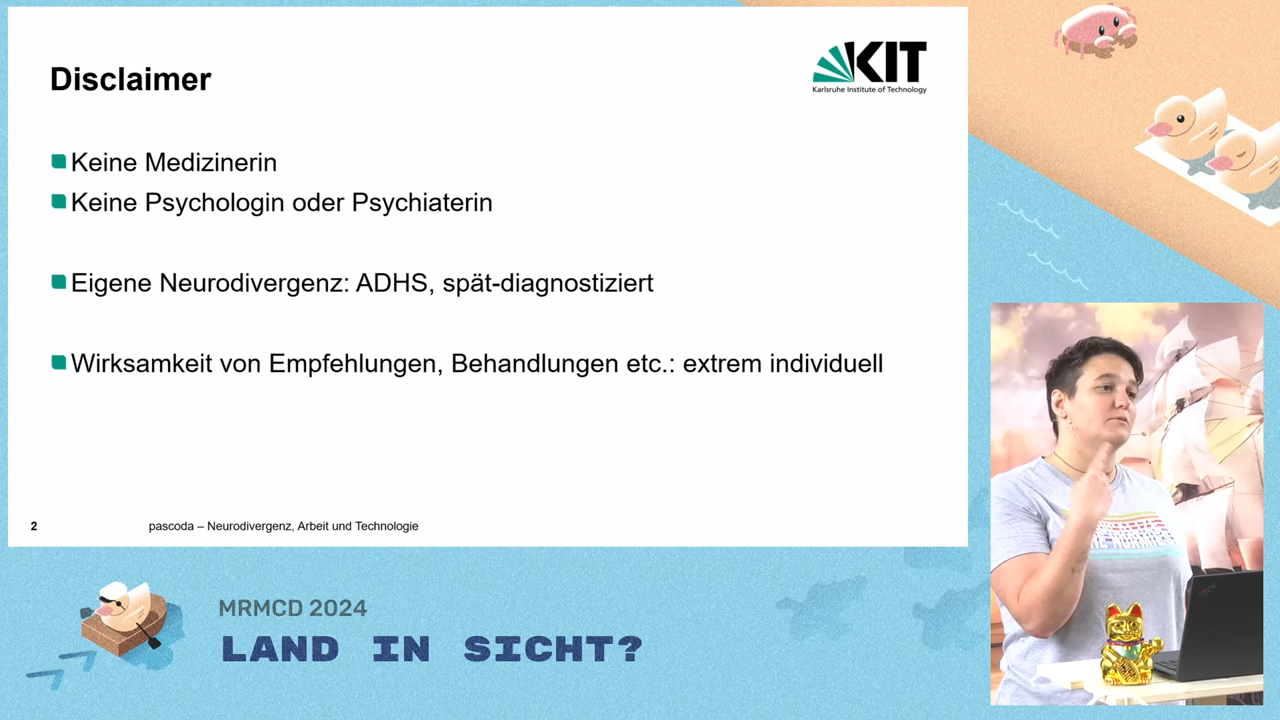 Disclaimer
KIT
Karlsruhe Institute of Technology
Keine Medizinerin
Keine Psychologin oder Psychiaterin
Eigene Neurodivergenz: ADHS, spät-diagnostiziert
Wirksamkeit von Empfehlungen, Behandlungen etc.: extrem individuell
2
pascoda – Neurodivergenz, Arbeit und Technologie
MRMCD 2024
LAND IN SICHT?